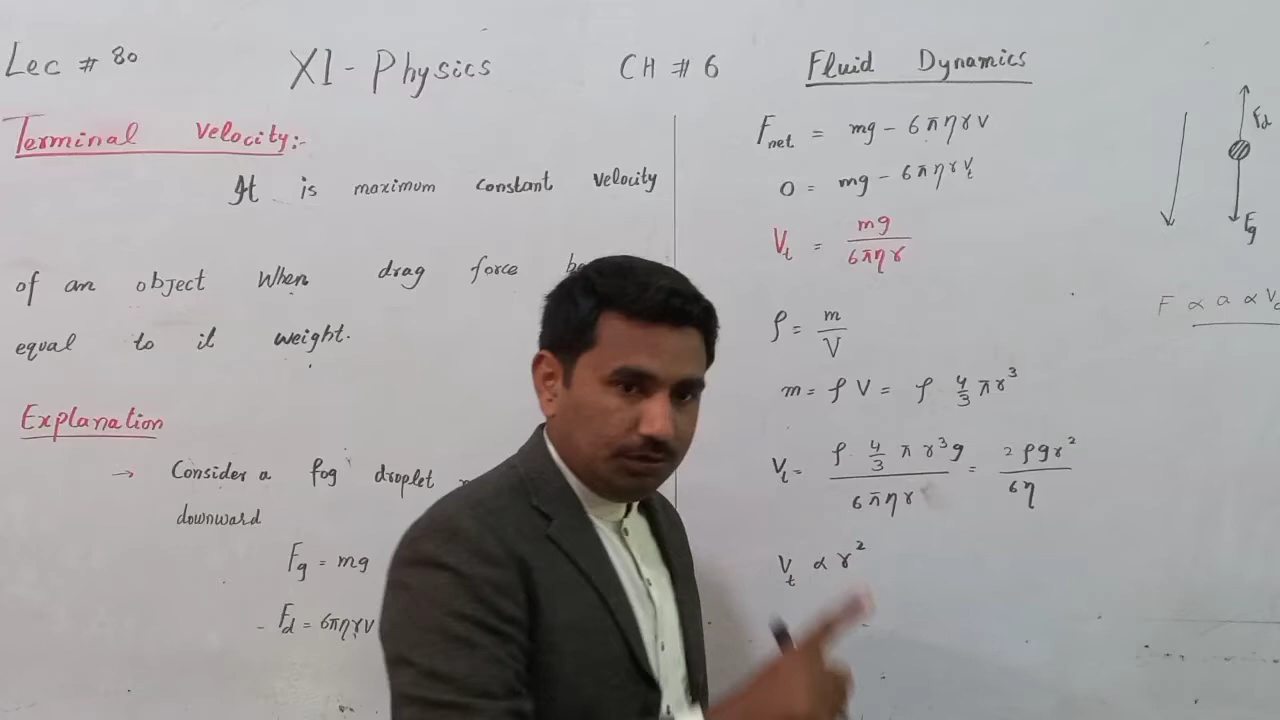 Lec # 80 XI - Physics CH # 6 Fluid Dynamics
Terminal Velocity:-
It is maximum constant velocity
of an object When drag force
equal to it weight.
Explanation
→ Consider a fog droplet
downward
Fg = mg
- Fd = 6πηrv
Fnet = mg - 6πηrv
0 = mg - 6πηrVt
Vt = mg / 6πηr
ρ = m / V
m = ρV = ρ 4/3 πr³
Vt = ρ. 4/3 πr³g / 6πηr = 2ρgr² / 6η
Vt ∝ r²
Fd
Fg
F ∝ a ∝